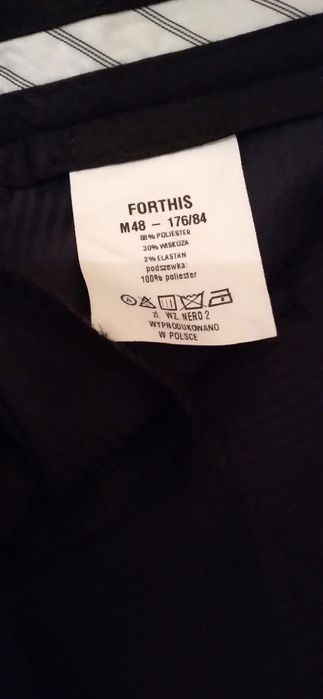 FORTHIS
M48 - 176/84
68% POLIESTER
30% WISKOZA
2% ELASTAN
podszewka:
100% poliester
zl. WZ. NERO 2
WYPRODUKOWANO
W POLSCE